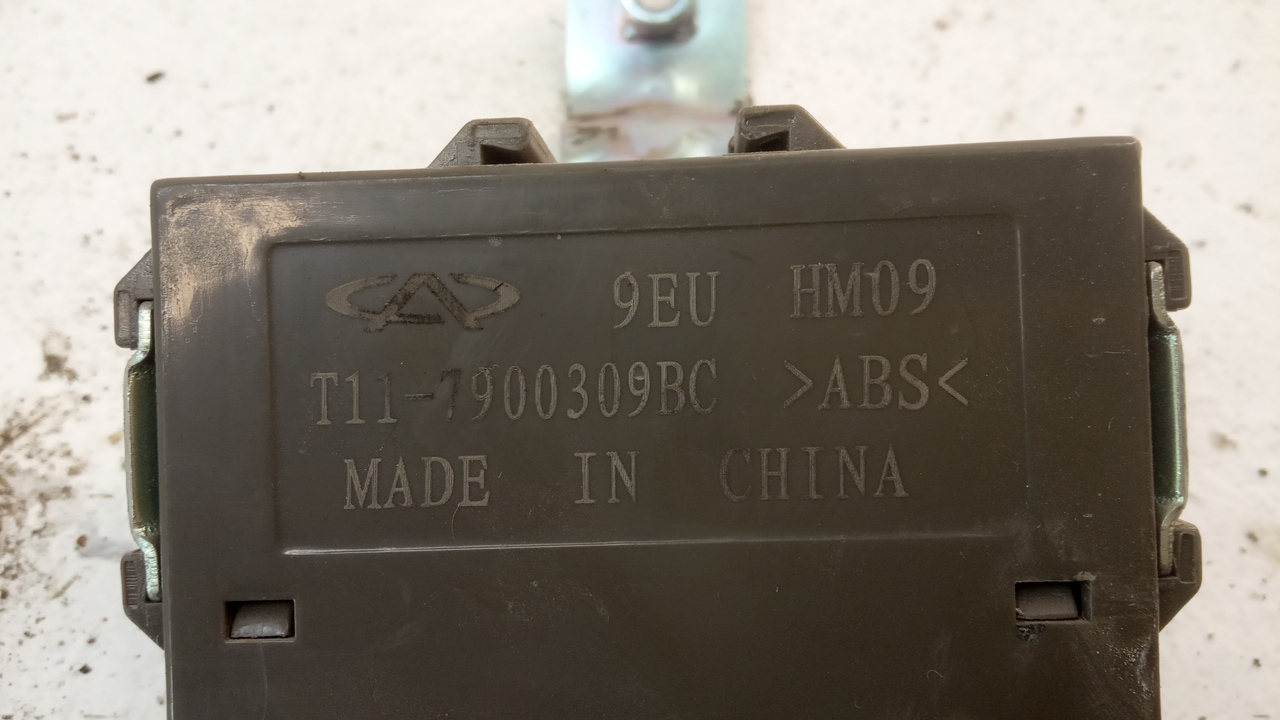 9EU HM09
T11-7900309BC >ABS<
MADE IN CHINA